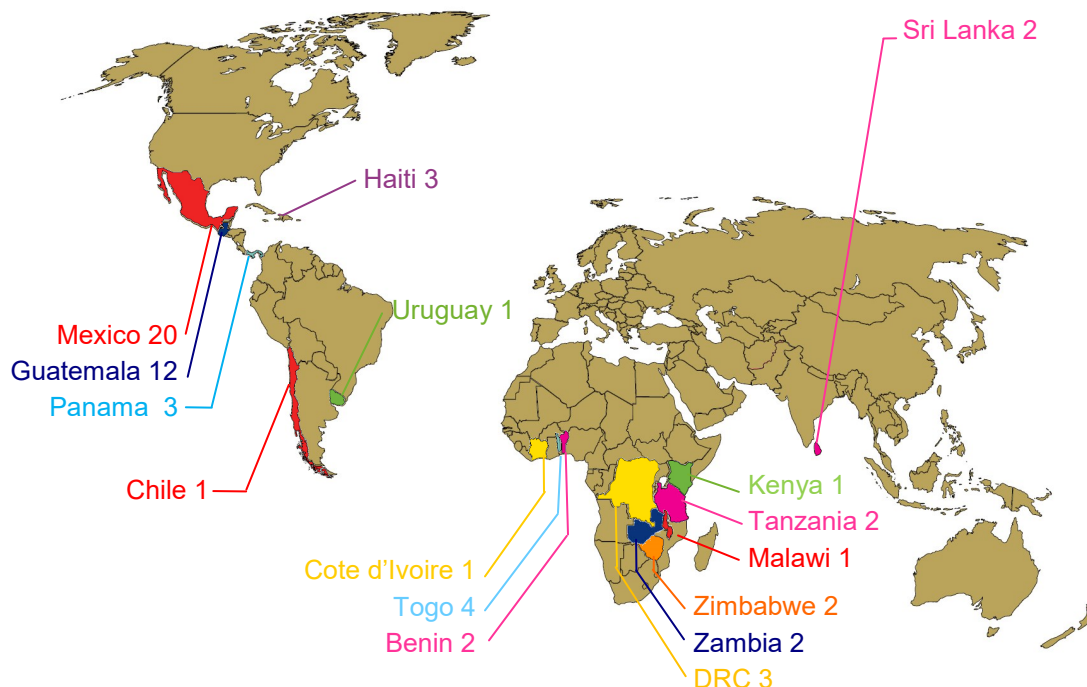 Sri Lanka 2
Haiti 3
Uruguay 1
Mexico 20
Guatemala 12
Panama  3
Chile 1
Kenya 1
Tanzania 2
Malawi 1
Cote d’Ivoire 1
Togo 4
Benin 2
Zimbabwe 2
Zambia 2
DRC 3